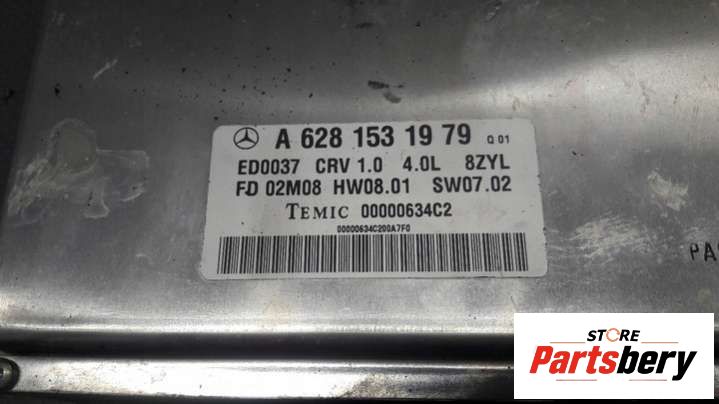 A 628 153 19 79 Q 01
ED0037 CRV 1.0 4.0L 8ZYL
FD 02M08 HW08.01 SW07.02
TEMIC 00000634C2
00000634C200A7F0
PA
STORE
Partsbery